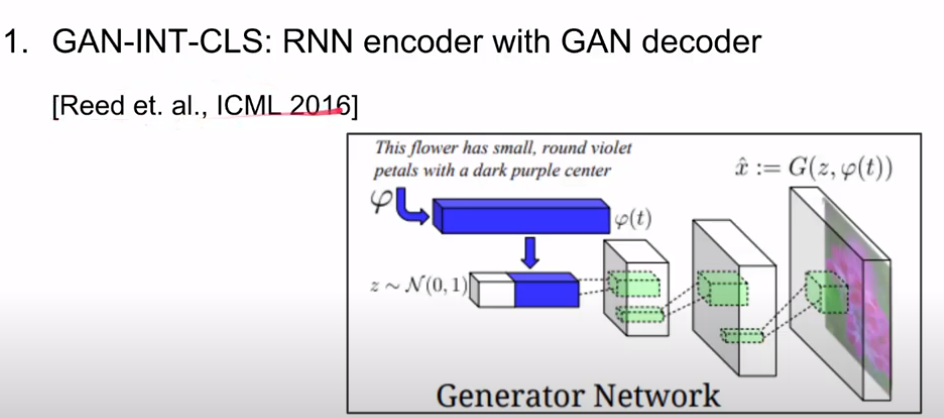 1. GAN-INT-CLS: RNN encoder with GAN decoder
[Reed et. al., ICML 2016]
This flower has small, round violet
petals with a dark purple center
x̂ := G(z, φ(t))
φ
φ(t)
z ~ N(0, 1)
Generator Network